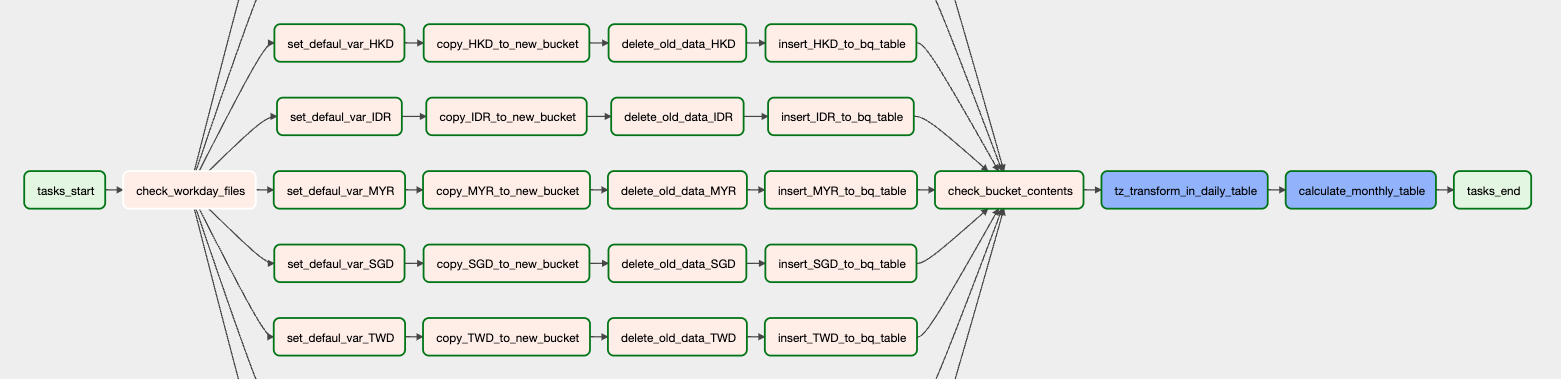 set_defaul_var_HKD
copy_HKD_to_new_bucket
delete_old_data_HKD
insert_HKD_to_bq_table
set_defaul_var_IDR
copy_IDR_to_new_bucket
delete_old_data_IDR
insert_IDR_to_bq_table
tasks_start
check_workday_files
set_defaul_var_MYR
copy_MYR_to_new_bucket
delete_old_data_MYR
insert_MYR_to_bq_table
check_bucket_contents
tz_transform_in_daily_table
calculate_monthly_table
tasks_end
set_defaul_var_SGD
copy_SGD_to_new_bucket
delete_old_data_SGD
insert_SGD_to_bq_table
set_defaul_var_TWD
copy_TWD_to_new_bucket
delete_old_data_TWD
insert_TWD_to_bq_table